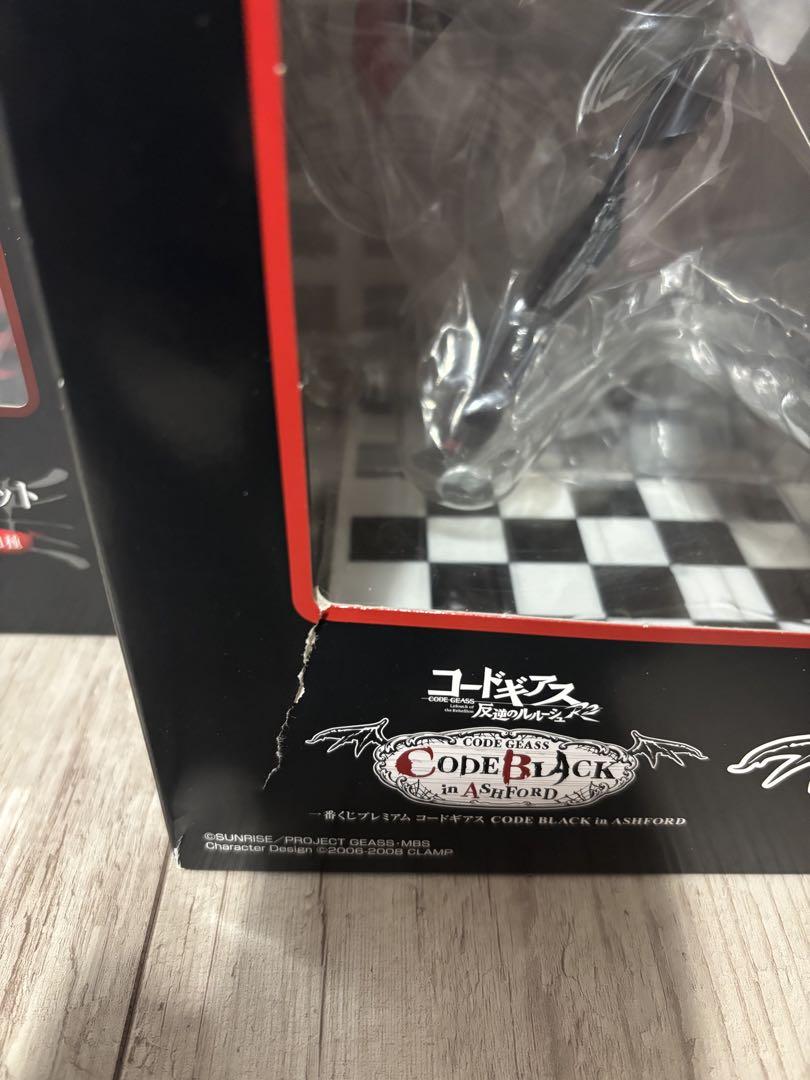 ット
種
コードギアス
CODE GEASS
Lelouch of
the Rebellion
反逆のルルーシュ R2
CODE GEASS
CODE BLACK
in ASHFORD
一番くじプレミアム コードギアス CODE BLACK in ASHFORD
©SUNRISE/PROJECT GEASS・MBS
Character Design ©2006-2008 CLAMP